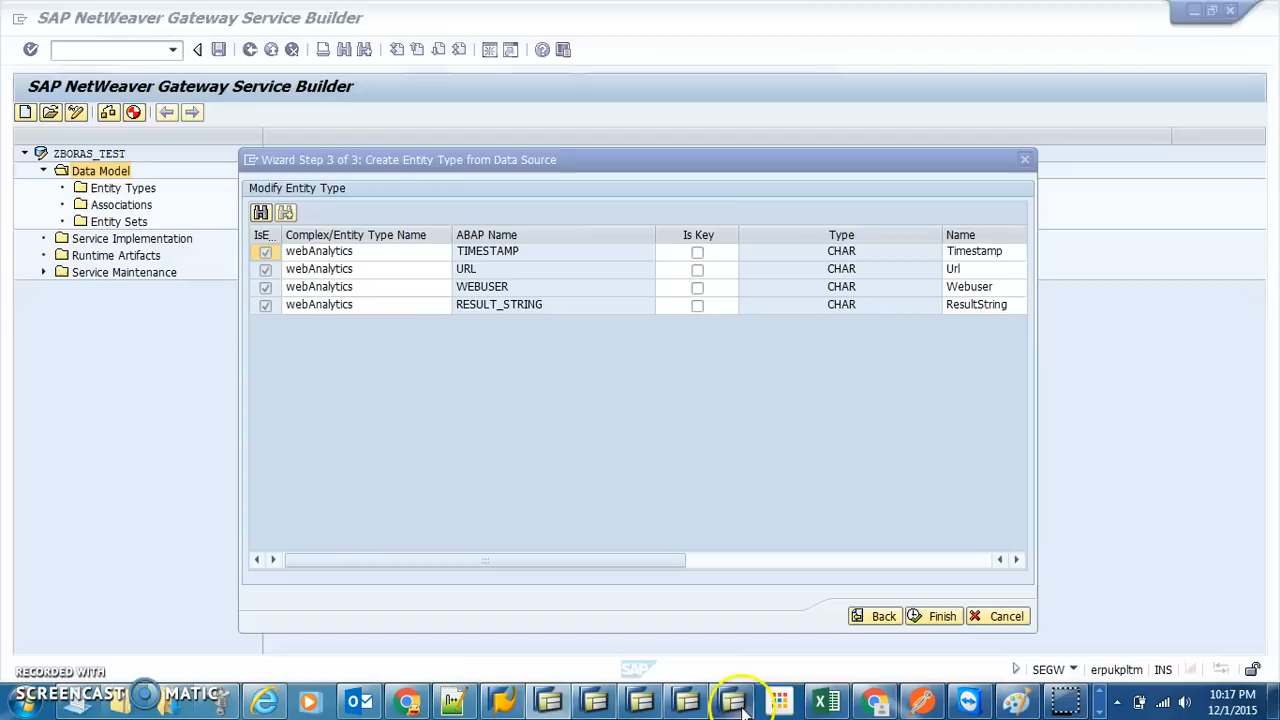 SAP NetWeaver Gateway Service Builder
SAP NetWeaver Gateway Service Builder
ZBORAS_TEST
Data Model
Entity Types
Associations
Entity Sets
Service Implementation
Runtime Artifacts
Service Maintenance
Wizard Step 3 of 3: Create Entity Type from Data Source
Modify Entity Type
IsE... Complex/Entity Type Name ABAP Name Is Key Type Name
webAnalytics TIMESTAMP CHAR Timestamp
webAnalytics URL CHAR Url
webAnalytics WEBUSER CHAR Webuser
webAnalytics RESULT_STRING CHAR ResultString
Back Finish Cancel
SAP SEGW erpukpltm INS
RECORDED WITH
SCREENCAST MATIC
10:17 PM
12/1/2015